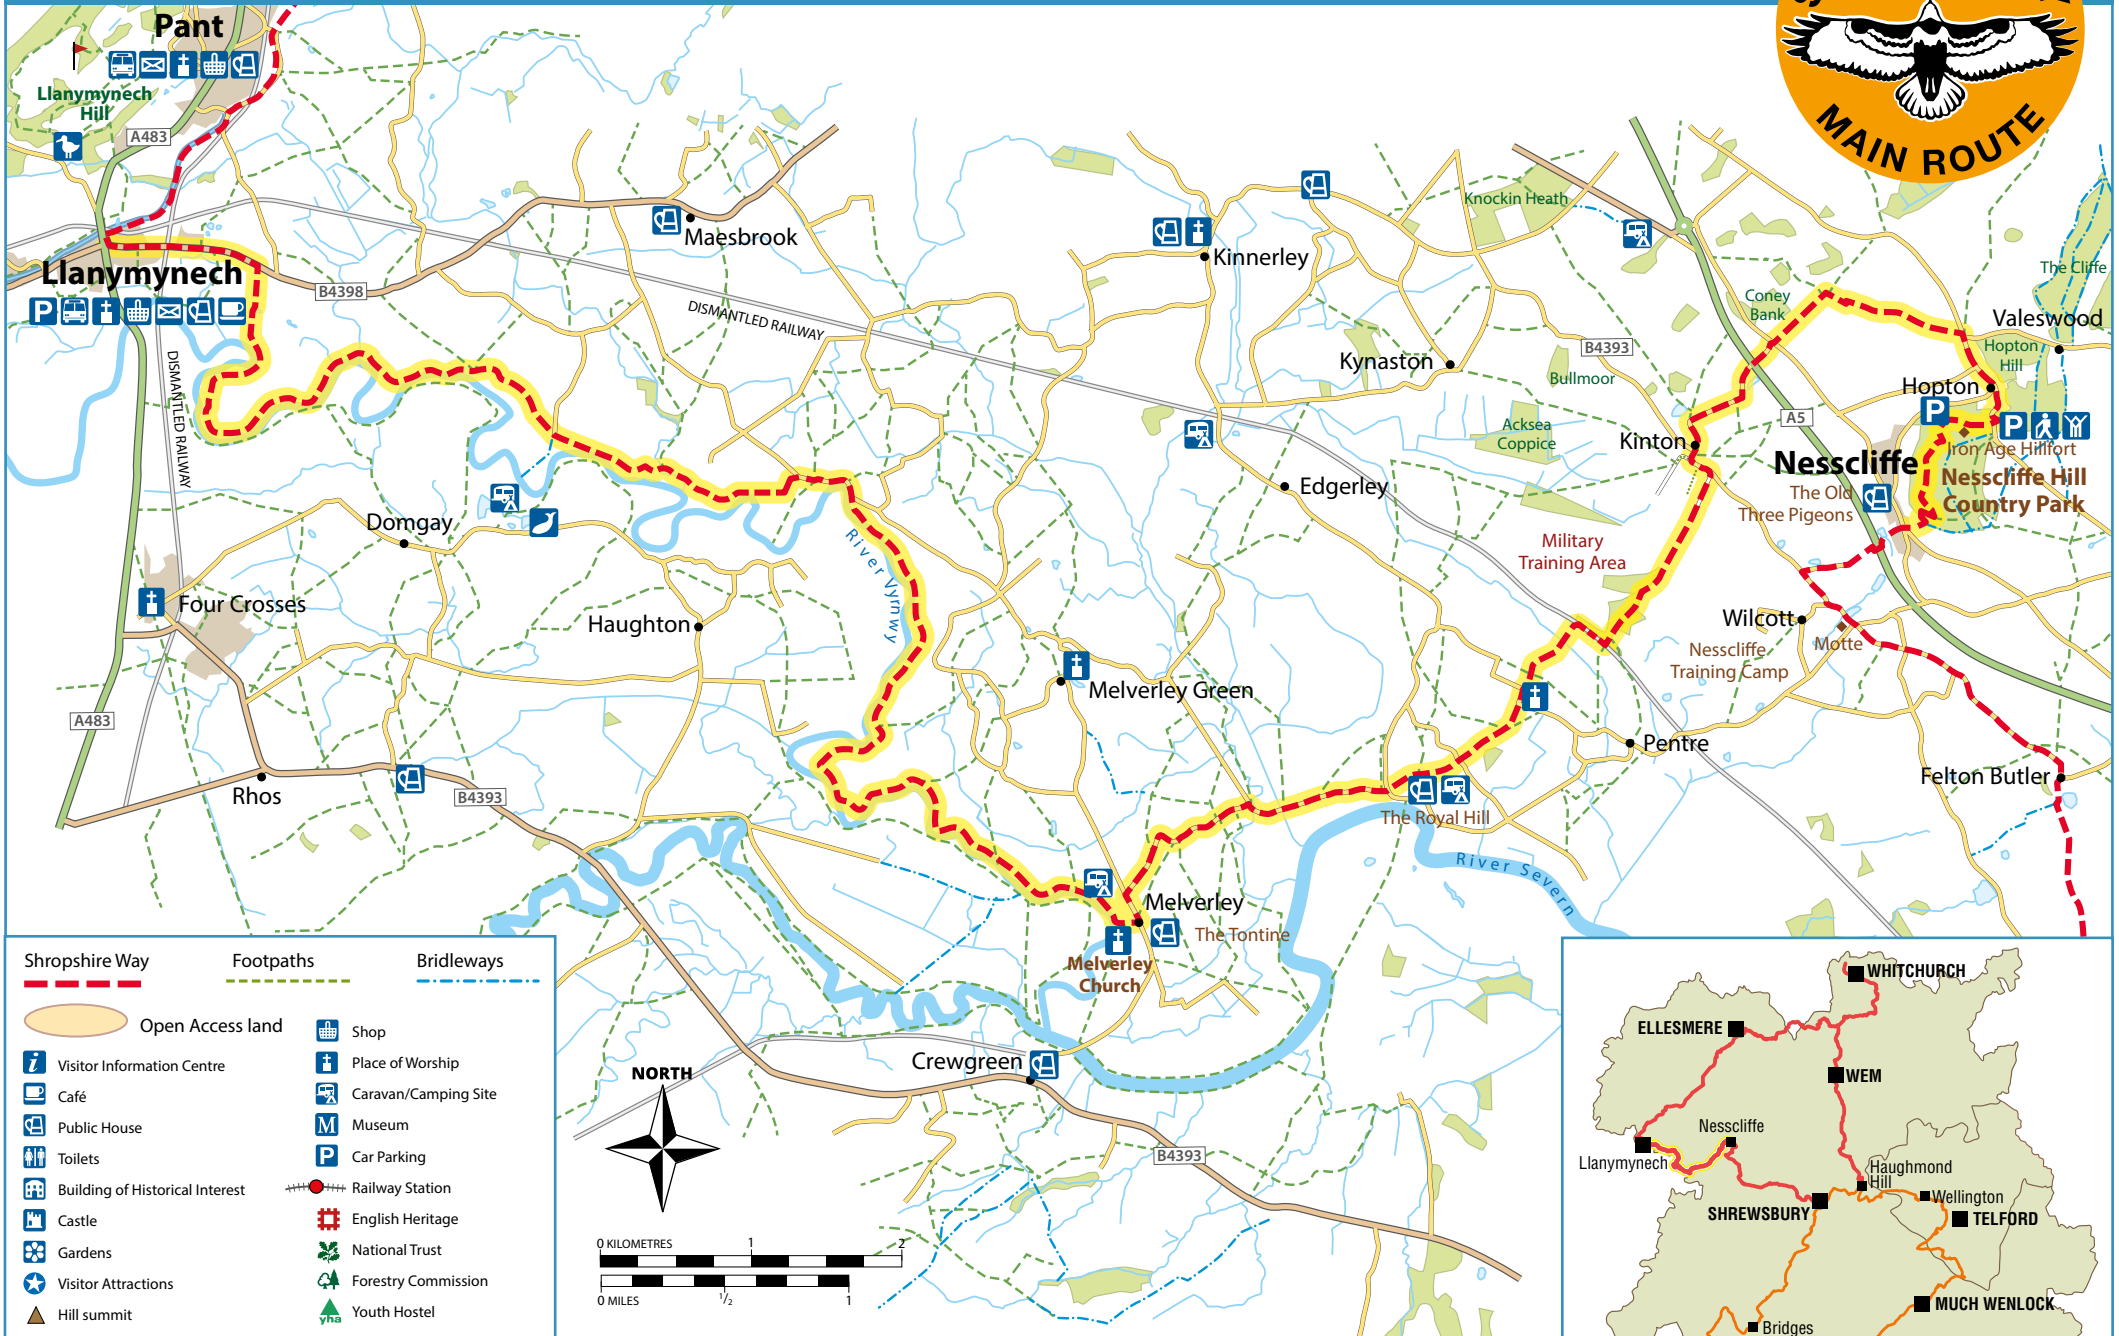 Pant
Llanymynech
Hill
A483
MAIN ROUTE
Llanymynech
B4398
Maesbrook
DISMANTLED RAILWAY
DISMANTLED RAILWAY
Kinnerley
Knockin Heath
The Cliffe
Coney
Bank
Valeswood
Hopton
Hill
B4393
Kynaston
Bullmoor
Hopton
A5
Acksea
Coppice
Kinton
Iron Age Hillfort
Nesscliffe
Nesscliffe Hill
Country Park
The Old
Three Pigeons
Edgerley
Domgay
River Vyrnwy
Military
Training Area
Four Crosses
Haughton
Wilcott
Motte
Nesscliffe
Training Camp
Melverley Green
A483
Pentre
Felton Butler
Rhos
B4393
The Royal Hill
River Severn
Melverley
The Tontine
Melverley
Church
Crewgreen
B4393
NORTH
0 KILOMETRES 1 2
0 MILES 1/2 1
Shropshire Way
Footpaths
Bridleways
Open Access land
Visitor Information Centre
Café
Public House
Toilets
Building of Historical Interest
Castle
Gardens
Visitor Attractions
Hill summit
Shop
Place of Worship
Caravan/Camping Site
Museum
Car Parking
Railway Station
English Heritage
National Trust
Forestry Commission
yha Youth Hostel
WHITCHURCH
ELLESMERE
WEM
Nesscliffe
Llanymynech
Haughmond
Hill
Wellington
SHREWSBURY
TELFORD
MUCH WENLOCK
Bridges